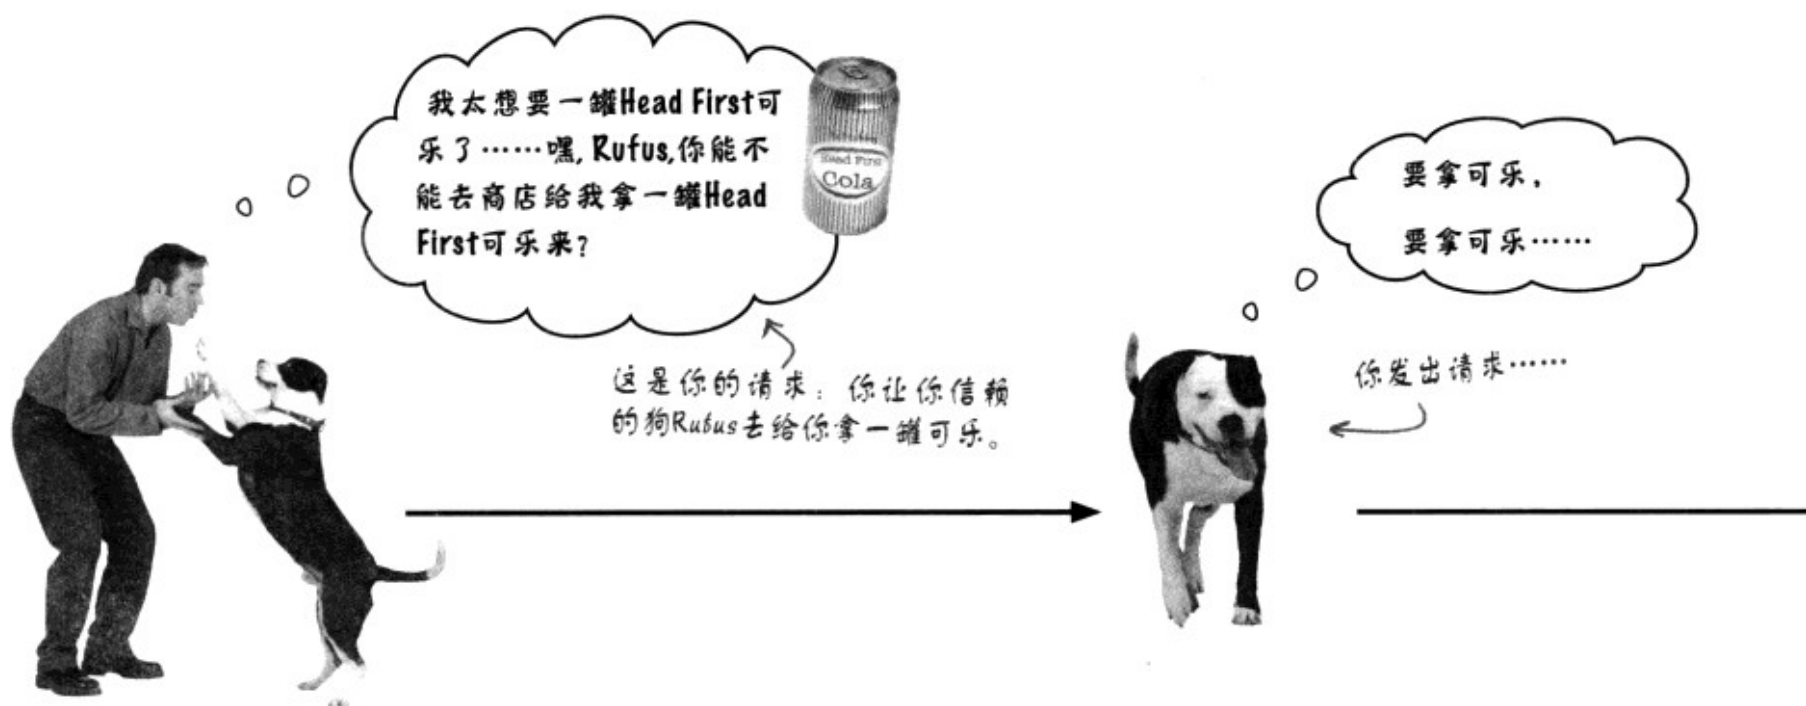 我太想要一罐Head First可
乐了……嘿, Rufus,你能不
能去商店给我拿一罐Head
First可乐来?
Head First
Cola
这是你的请求：你让你信赖
的狗Rufus去给你拿一罐可乐。
要拿可乐，
要拿可乐……
你发出请求……